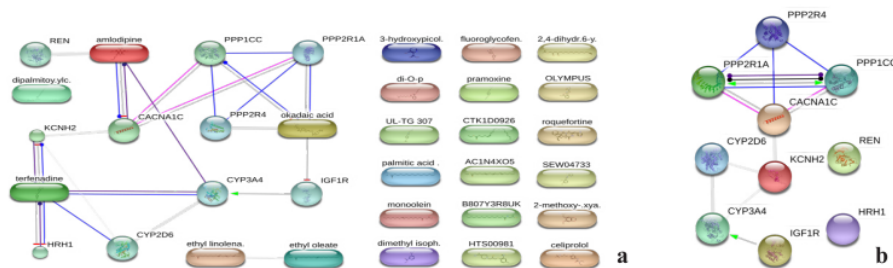 REN
amlodipine
PPP1CC
PPP2R1A
dipalmitoy.ylc.
KCNH2
CACNA1C
PPP2R4
okadaic acid
terfenadine
CYP3A4
IGF1R
HRH1
CYP2D6
ethyl linolena.
ethyl oleate
3-hydroxypicol.
fluoroglycofen.
2,4-dihydr.6-y.
di-O-p
pramoxine
OLYMPUS
UL-TG 307
CTK1D0926
roquefortine
palmitic acid .
AC1N4XO5
SEW04733
monoolein
B807Y3RBUK
2-methoxy-.xya.
dimethyl isoph.
HTS00981
celiprolol
a
PPP2R4
PPP2R1A
PPP1CC
CACNA1C
CYP2D6
REN
KCNH2
CYP3A4
HRH1
IGF1R
b